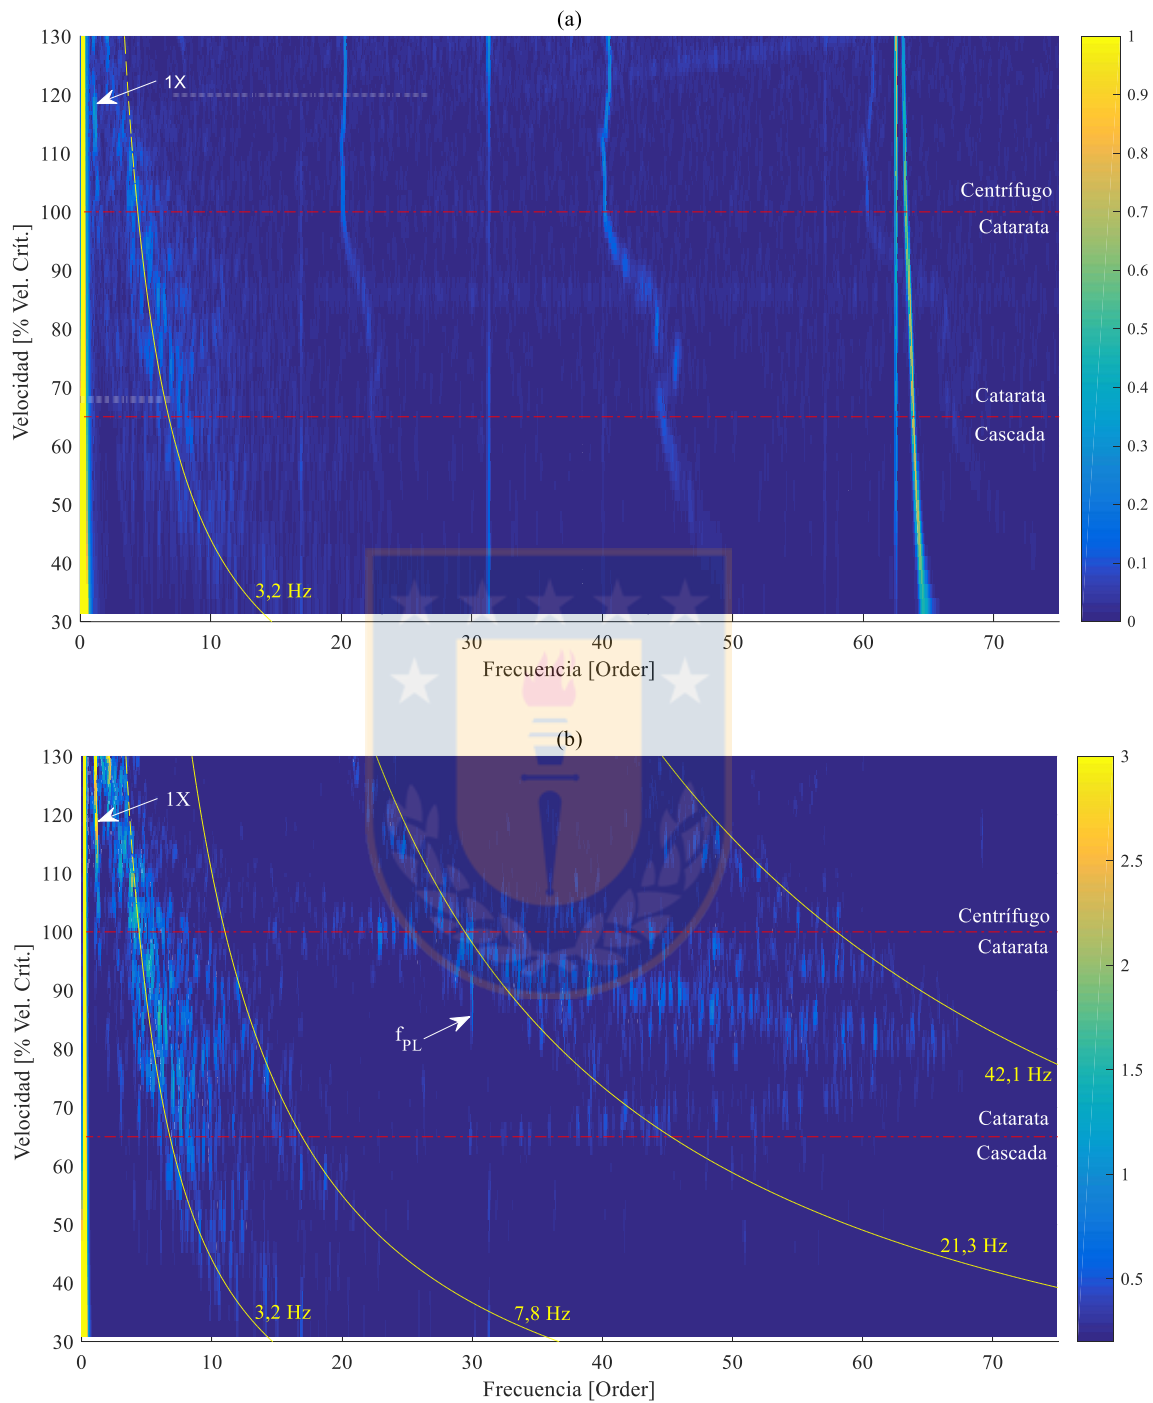 (a)
130
120
110
100
90
80
70
60
50
40
30
Velocidad [% Vel. Crít.]
1X
Centrífugo
Catarata
Catarata
Cascada
3,2 Hz
0 10 20 30 40 50 60 70
Frecuencia [Order]
1
0.9
0.8
0.7
0.6
0.5
0.4
0.3
0.2
0.1
0
(b)
130
120
110
100
90
80
70
60
50
40
30
Velocidad [% Vel. Crít.]
1X
Centrífugo
Catarata
fPL
42,1 Hz
Catarata
Cascada
21,3 Hz
3,2 Hz
7,8 Hz
0 10 20 30 40 50 60 70
Frecuencia [Order]
3
2.5
2
1.5
1
0.5